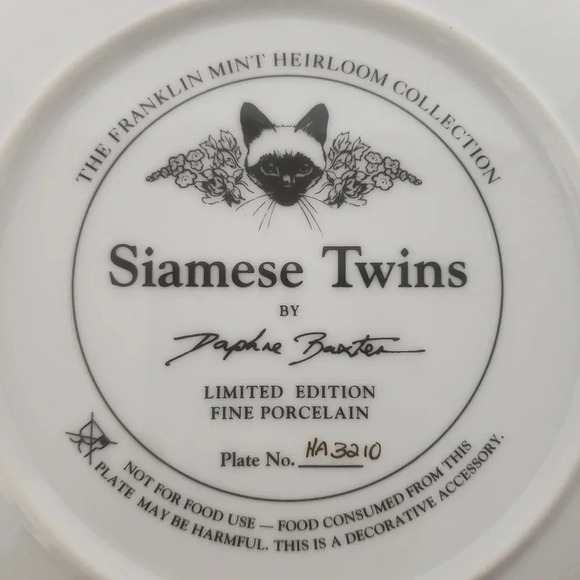 THE FRANKLIN MINT HEIRLOOM COLLECTION
Siamese Twins
BY
Daphne Baxter
LIMITED EDITION
FINE PORCELAIN
Plate No. HA3210
NOT FOR FOOD USE — FOOD CONSUMED FROM THIS
PLATE MAY BE HARMFUL. THIS IS A DECORATIVE ACCESSORY.